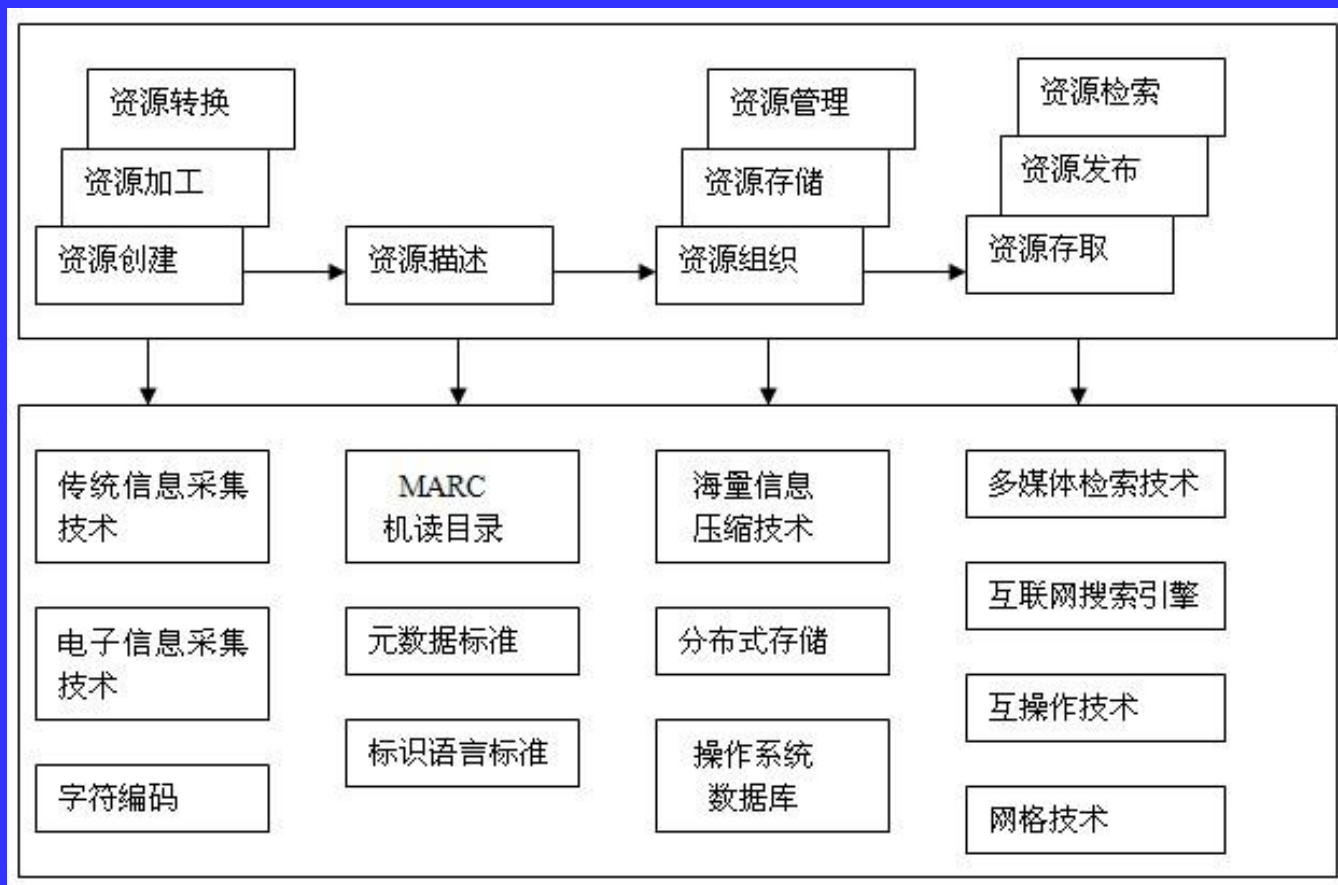 资源转换
资源加工
资源创建
资源描述
资源管理
资源存储
资源组织
资源检索
资源发布
资源存取
传统信息采集
技术
电子信息采集
技术
字符编码
MARC
机读目录
元数据标准
标识语言标准
海量信息
压缩技术
分布式存储
操作系统
数据库
多媒体检索技术
互联网搜索引擎
互操作技术
网格技术